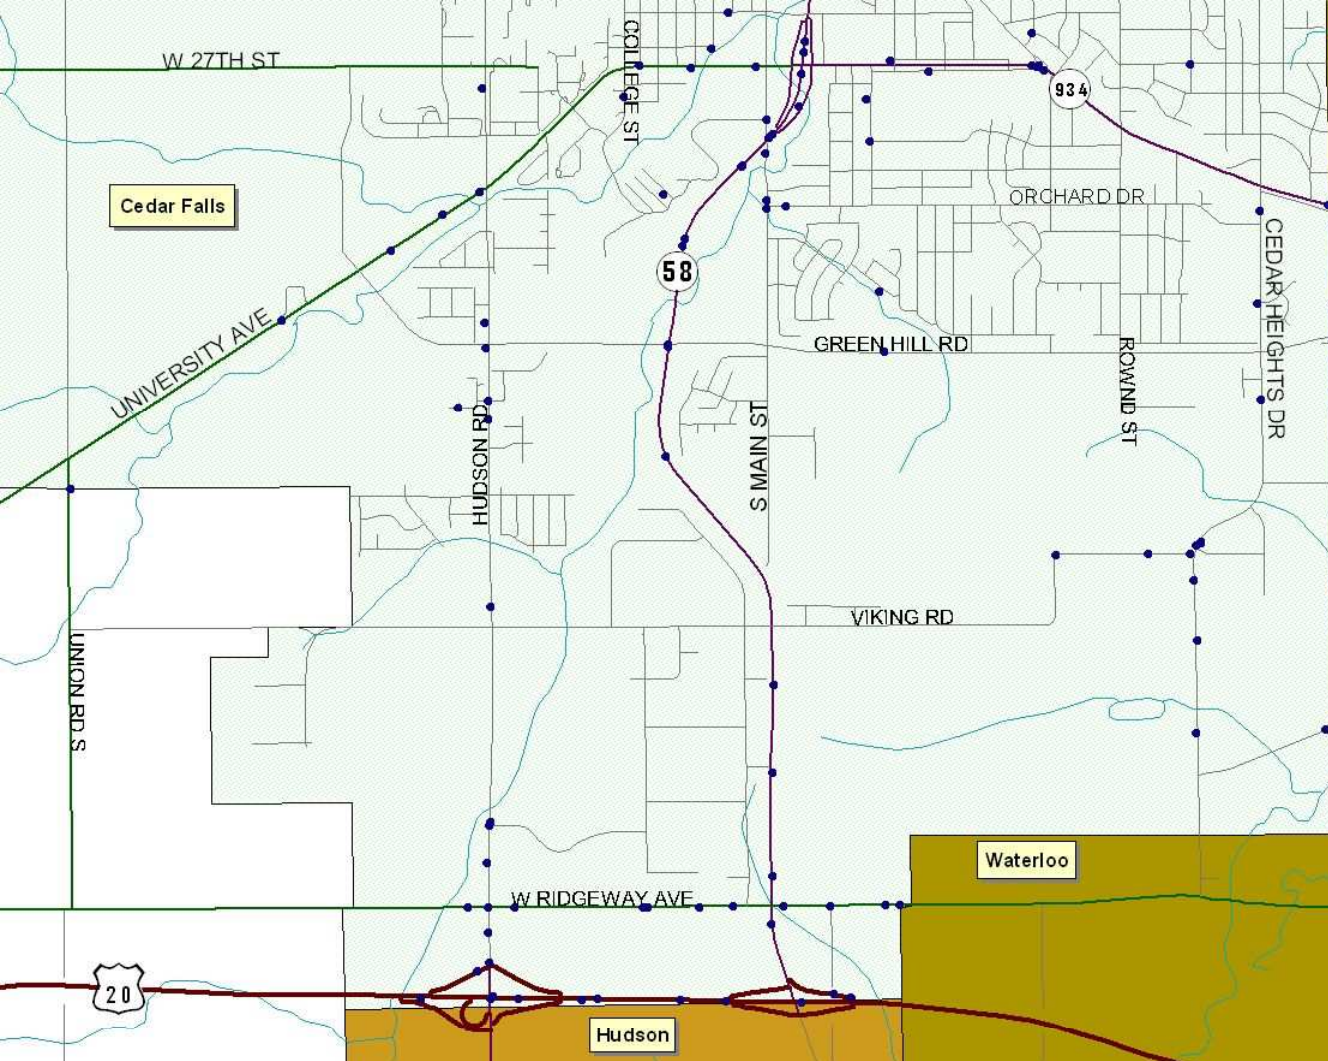 W 27TH ST
COLLEGE ST
934
Cedar Falls
ORCHARD DR
CEDAR HEIGHTS DR
58
UNIVERSITY AVE
GREEN HILL RD
ROWND ST
HUDSON RD
S MAIN ST
VIKING RD
UNION RD S
Waterloo
W RIDGEWAY AVE
20
Hudson